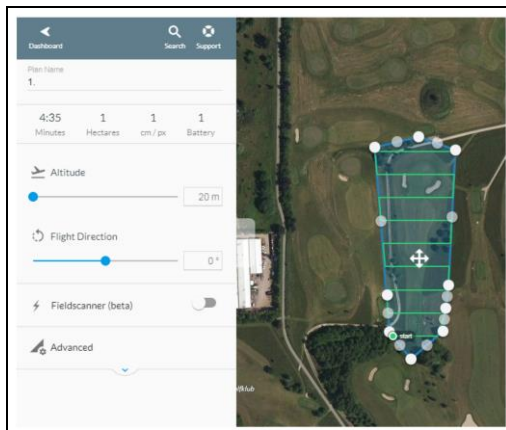 Dashboard
Search
Support
Plan Name
1.
4:35
1
1
1
Minutes
Hectares
cm / px
Battery
Altitude
20 m
Flight Direction
0 °
Fieldscanner (beta)
Advanced
start